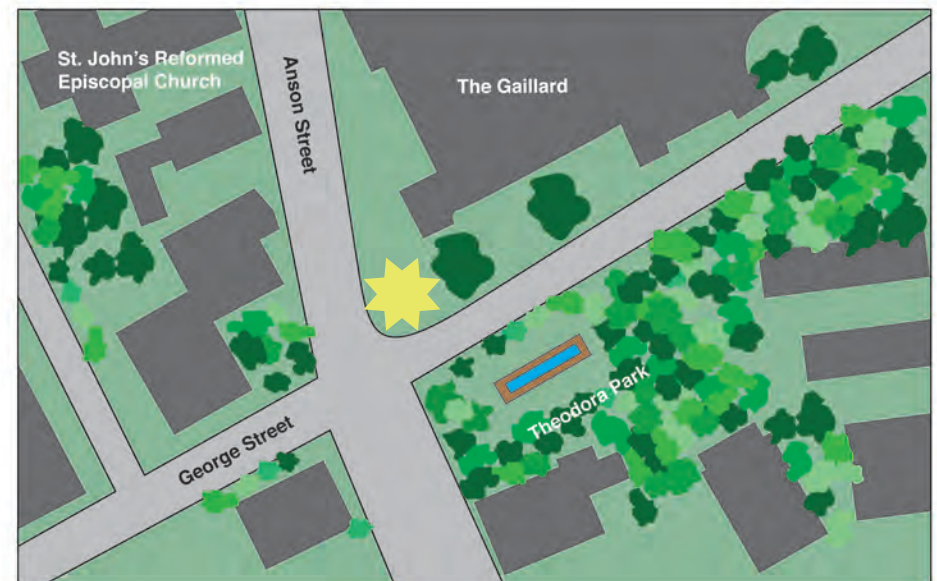 St. John's Reformed
Episcopal Church
Anson Street
The Gaillard
Theodora Park
George Street